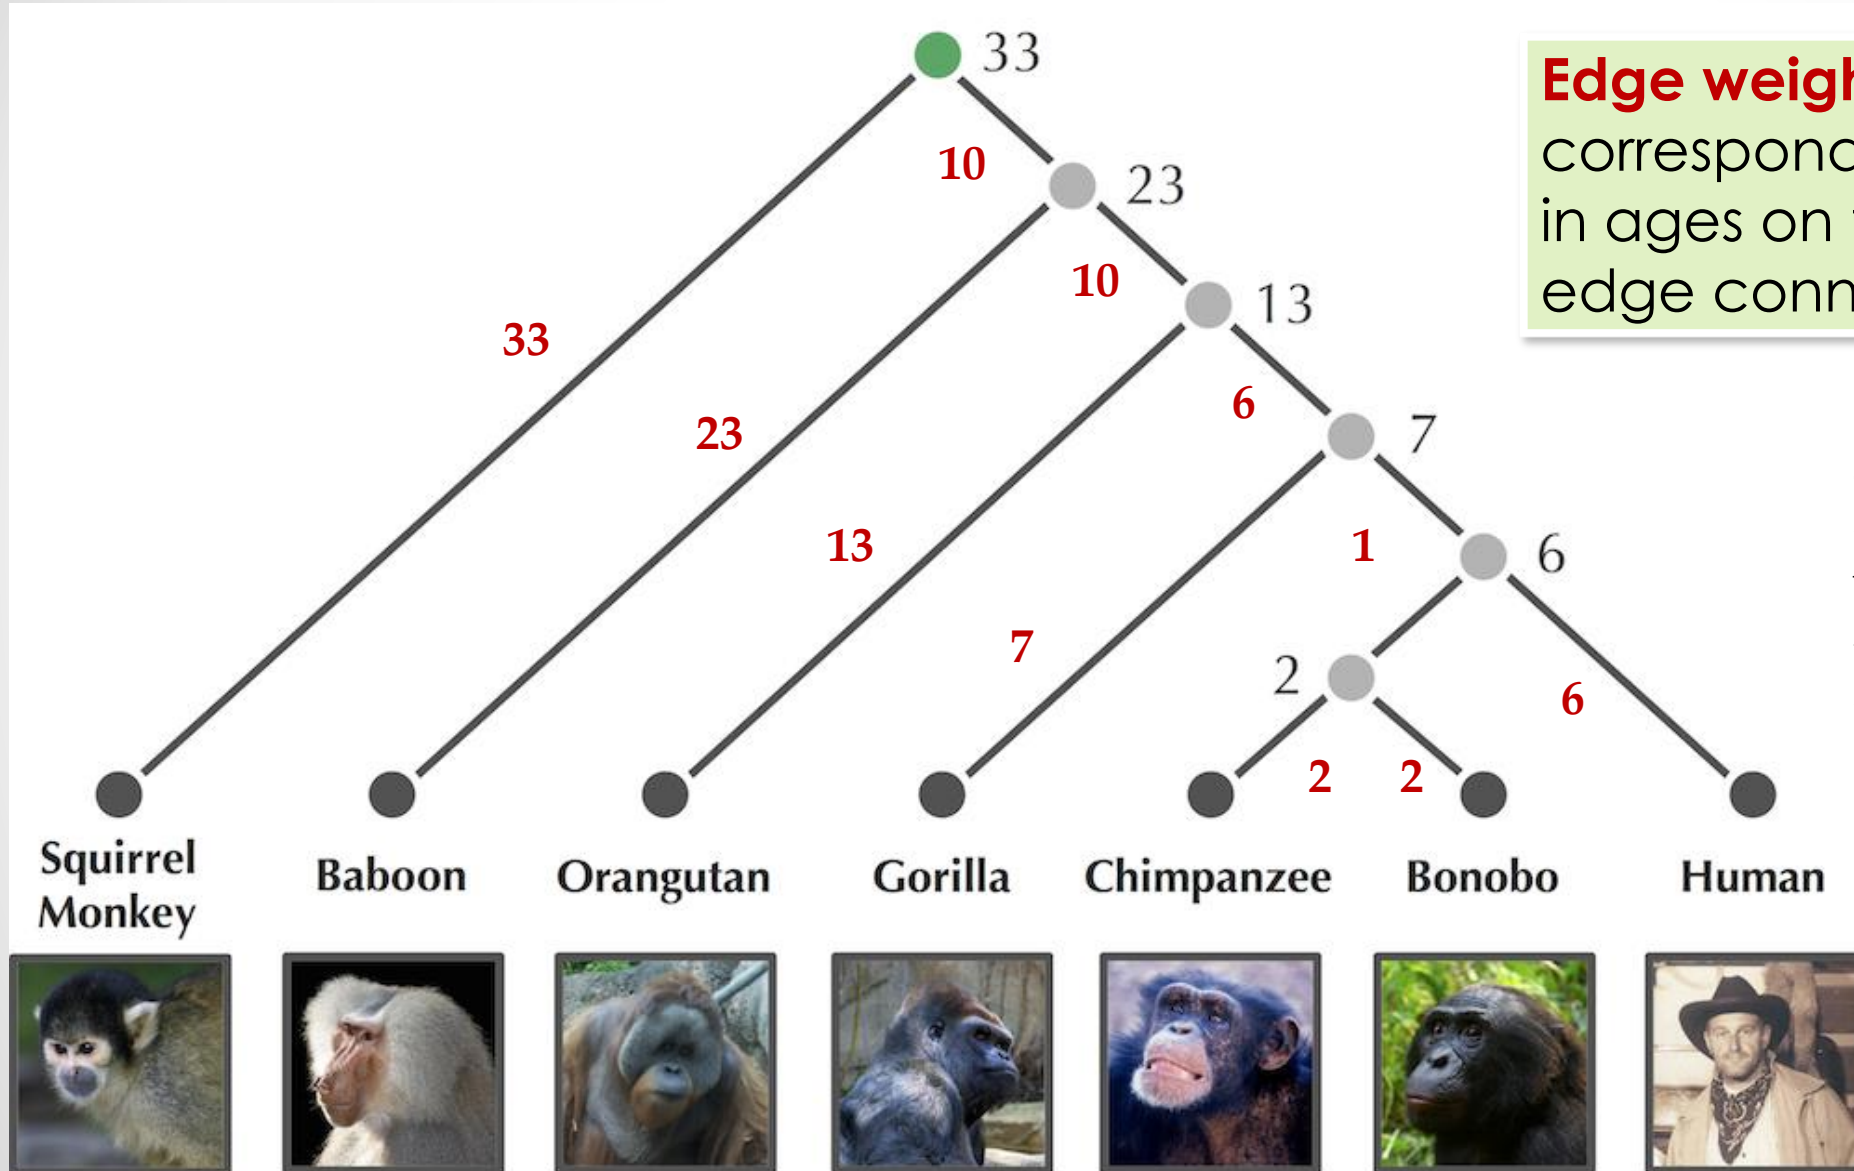 33
Edge weigh
correspond
in ages on
edge conn
10
23
10
13
33
6
23
7
13
1
6
7
2
6
2
2
Squirrel
Monkey
Baboon
Orangutan
Gorilla
Chimpanzee
Bonobo
Human